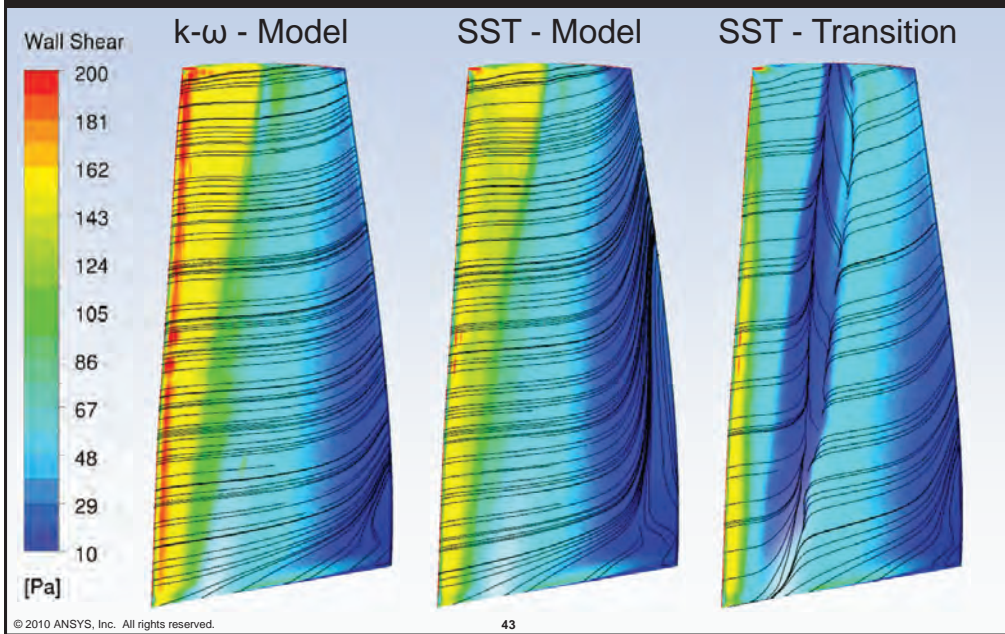 k-ω - Model SST - Model SST - Transition
Wall Shear
200
181
162
143
124
105
86
67
48
29
10
[Pa]
© 2010 ANSYS, Inc. All rights reserved. 43